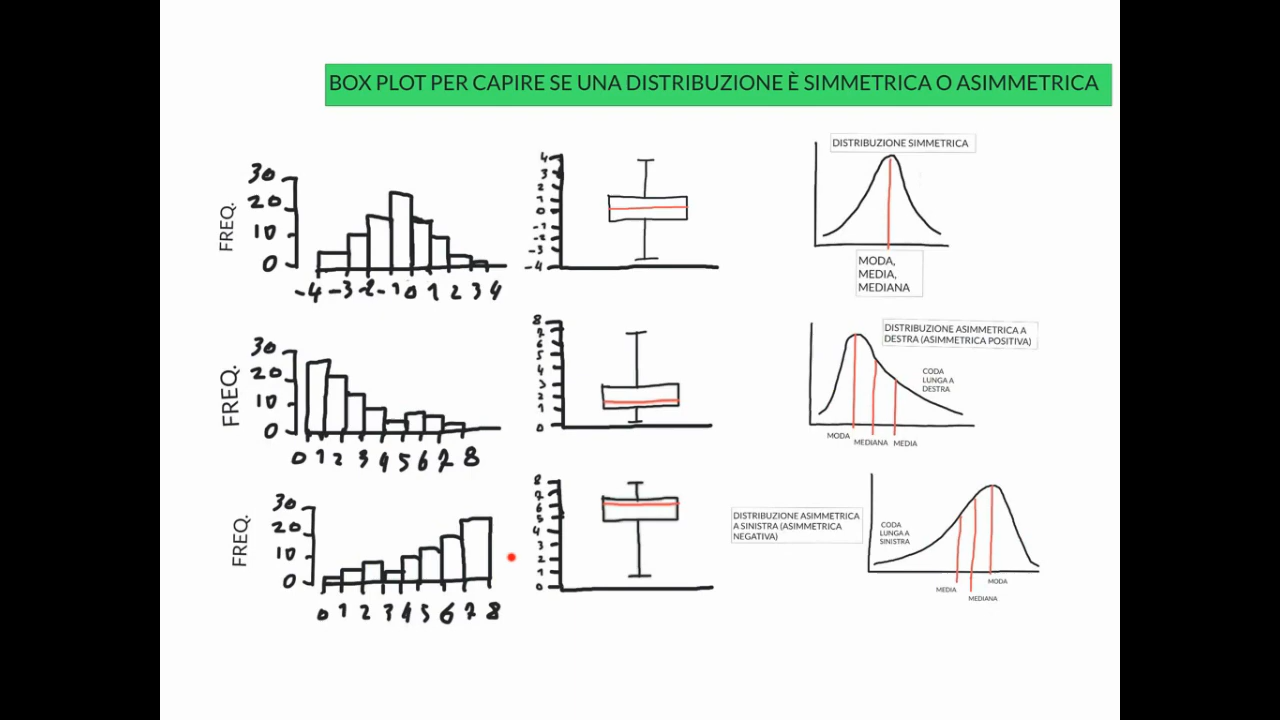 BOX PLOT PER CAPIRE SE UNA DISTRIBUZIONE È SIMMETRICA O ASIMMETRICA
FREQ.
30
20
10
0
-4 -3 -2 -1 0 1 2 3 4
4
3
2
1
0
-1
-2
-3
-4
DISTRIBUZIONE SIMMETRICA
MODA,
MEDIA,
MEDIANA
FREQ.
30
20
10
0
0 1 2 3 4 5 6 7 8
8
7
6
5
4
3
2
1
0
DISTRIBUZIONE ASIMMETRICA A
DESTRA (ASIMMETRICA POSITIVA)
CODA
LUNGA A
DESTRA
MODA
MEDIANA
MEDIA
FREQ.
30
20
10
0
0 1 2 3 4 5 6 7 8
8
7
6
5
4
3
2
1
0
DISTRIBUZIONE ASIMMETRICA
A SINISTRA (ASIMMETRICA
NEGATIVA)
CODA
LUNGA A
SINISTRA
MEDIA
MEDIANA
MODA